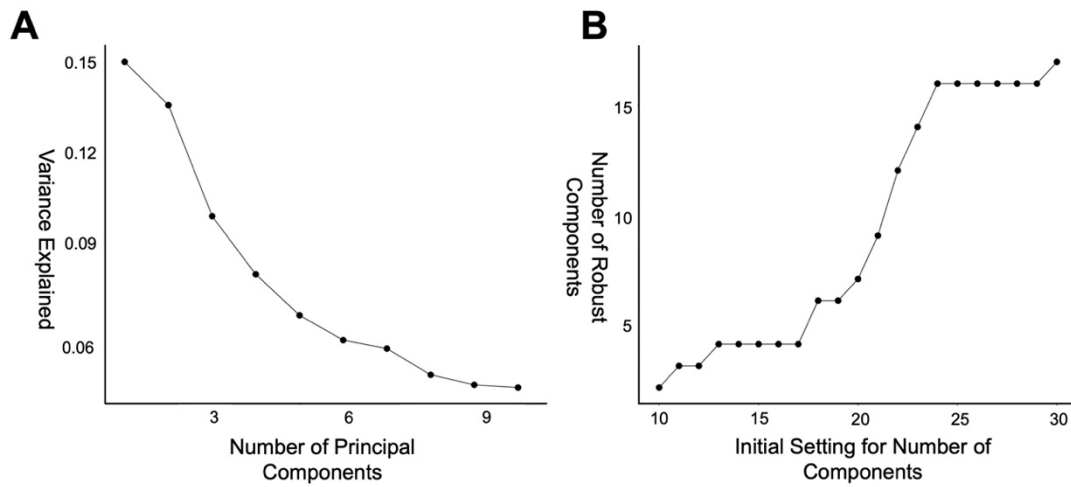 A
0.15
0.12
0.09
0.06
Variance Explained
3 6 9
Number of Principal
Components
B
15
10
5
Number of Robust
Components
10 15 20 25 30
Initial Setting for Number of
Components